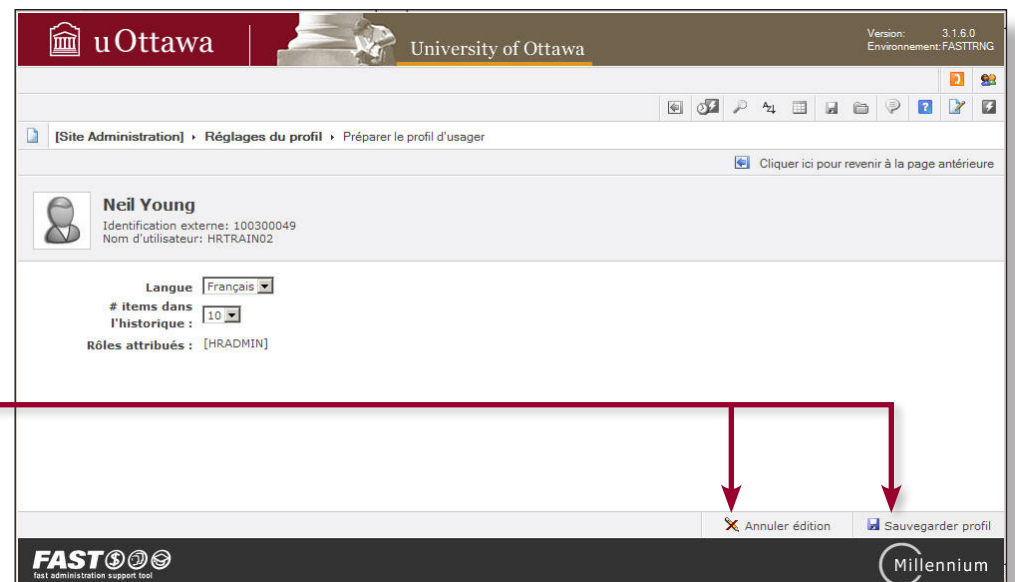 uOttawa
University of Ottawa
Version: 3.1.6.0
Environnement: FASTTRNG
[Site Administration] › Réglages du profil › Préparer le profil d'usager
Cliquer ici pour revenir à la page antérieure
Neil Young
Identification externe: 100300049
Nom d'utilisateur: HRTRAIN02
Langue Français
# items dans l'historique : 10
Rôles attribués : [HRADMIN]
Annuler édition
Sauvegarder profil
FAST
fast administration support tool
Millennium